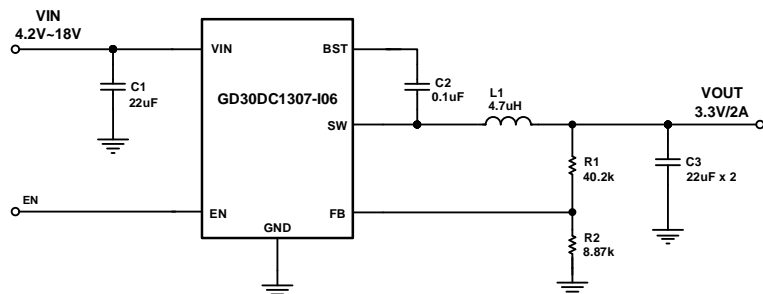 VIN
4.2V~18V
VIN
BST
C1
22uF
GD30DC1307-I06
C2
0.1uF
L1
4.7uH
VOUT
3.3V/2A
SW
R1
40.2k
C3
22uF x 2
EN
EN
FB
GND
R2
8.87k